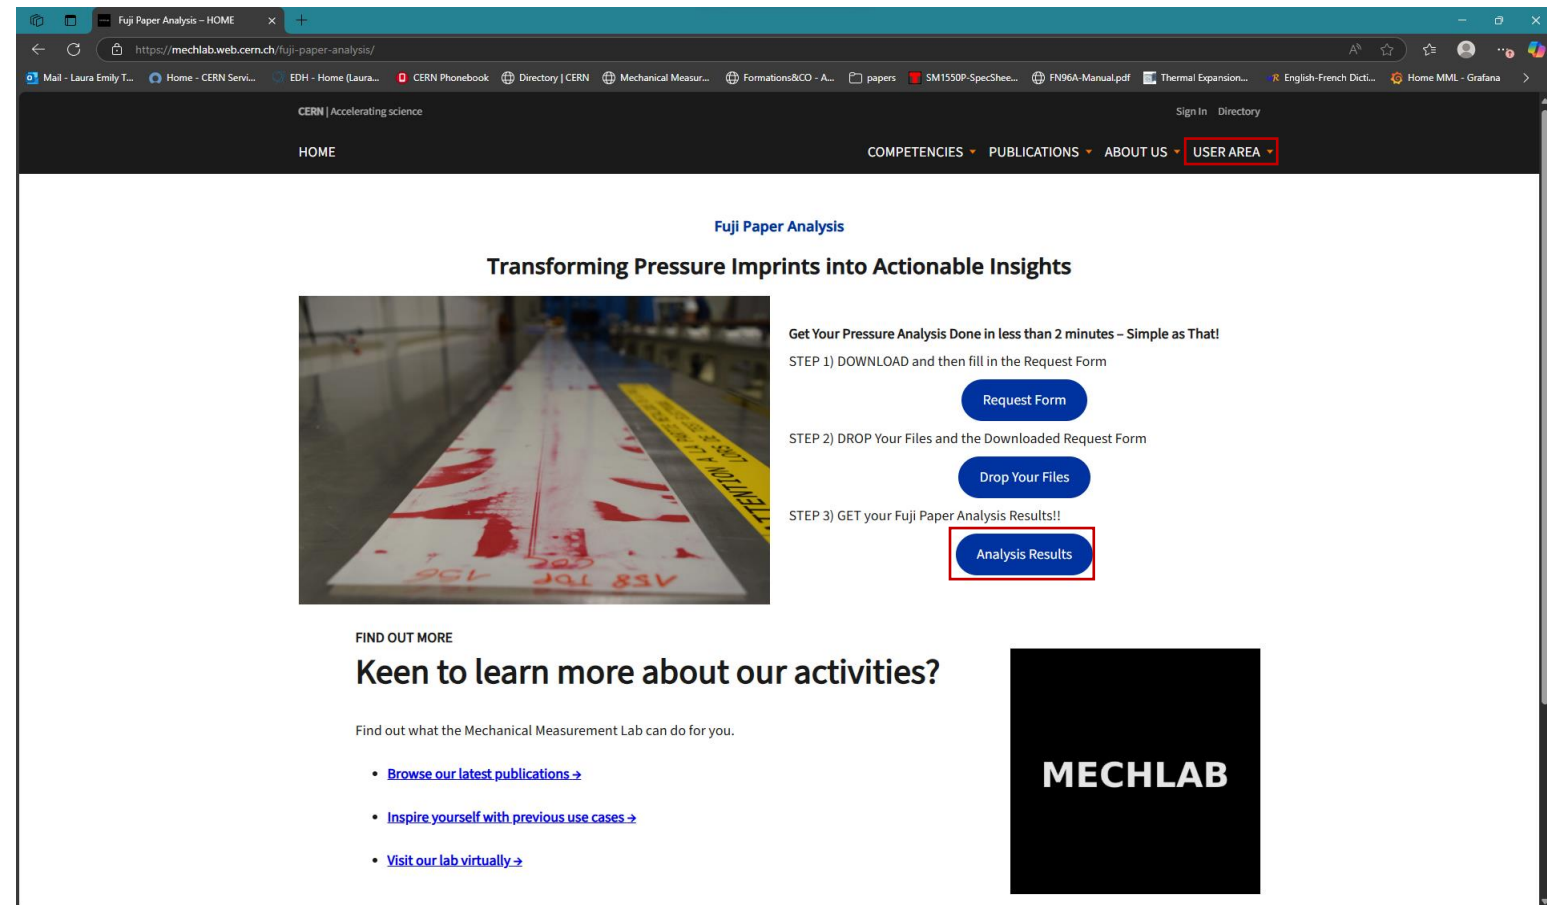 Fuji Paper Analysis – HOME
https://mechlab.web.cern.ch/fuji-paper-analysis/
Mail - Laura Emily T... Home - CERN Servi... EDH - Home (Laura... CERN Phonebook Directory | CERN Mechanical Measur... Formations&CO - A... papers SM1550P-SpecShee... FN96A-Manual.pdf Thermal Expansion... English-French Dicti... Home MML - Grafana
CERN | Accelerating science Sign In Directory
HOME COMPETENCIES PUBLICATIONS ABOUT US USER AREA
Fuji Paper Analysis
Transforming Pressure Imprints into Actionable Insights
Get Your Pressure Analysis Done in less than 2 minutes – Simple as That!
STEP 1) DOWNLOAD and then fill in the Request Form
Request Form
STEP 2) DROP Your Files and the Downloaded Request Form
Drop Your Files
STEP 3) GET your Fuji Paper Analysis Results!!
Analysis Results
FIND OUT MORE
Keen to learn more about our activities?
Find out what the Mechanical Measurement Lab can do for you.
• Browse our latest publications →
• Inspire yourself with previous use cases →
• Visit our lab virtually →
MECHLAB